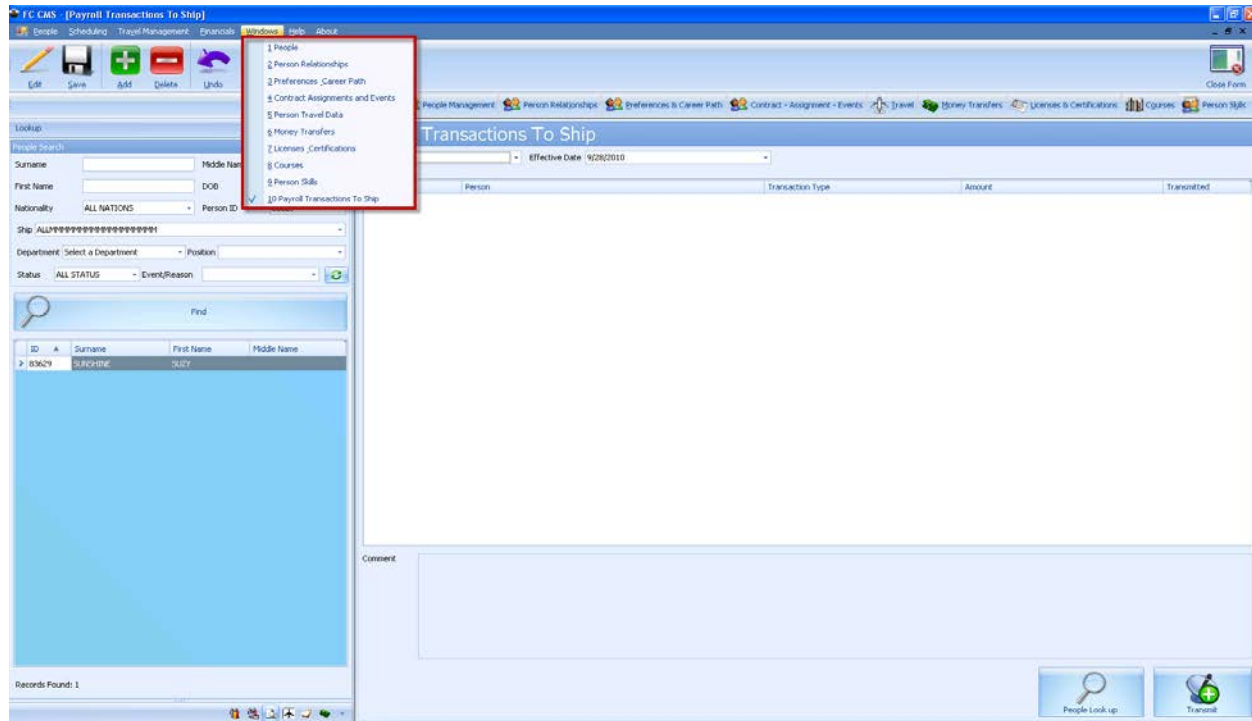 FC CMS - [Payroll Transactions To Ship]
People Scheduling Travel Management Financials Windows Help About
Edit Save Add Delete Undo Close Form
1 People
2 Person Relationships
3 Preferences _Career Path
4 Contract Assignments and Events
5 Person Travel Data
6 Money Transfers
7 Licenses _Certifications
8 Courses
9 Person Skills
10 Payroll Transactions To Ship
People Management Person Relationships Preferences & Career Path Contract - Assignment - Events Travel Money Transfers Licenses & Certifications Courses Person Skills
Lookup
Transactions To Ship
People Search
Surname Middle Nam
Effective Date 9/28/2010
First Name DOB
Person Transaction Type Amount Transmitted
Nationality ALL NATIONS Person ID
Ship
Department Select a Department Position
Status ALL STATUS Event/Reason
Find
ID Surname First Name Middle Name
83629 SUNSHINE SUZY
Comment
Records Found: 1
People Look up Transmit